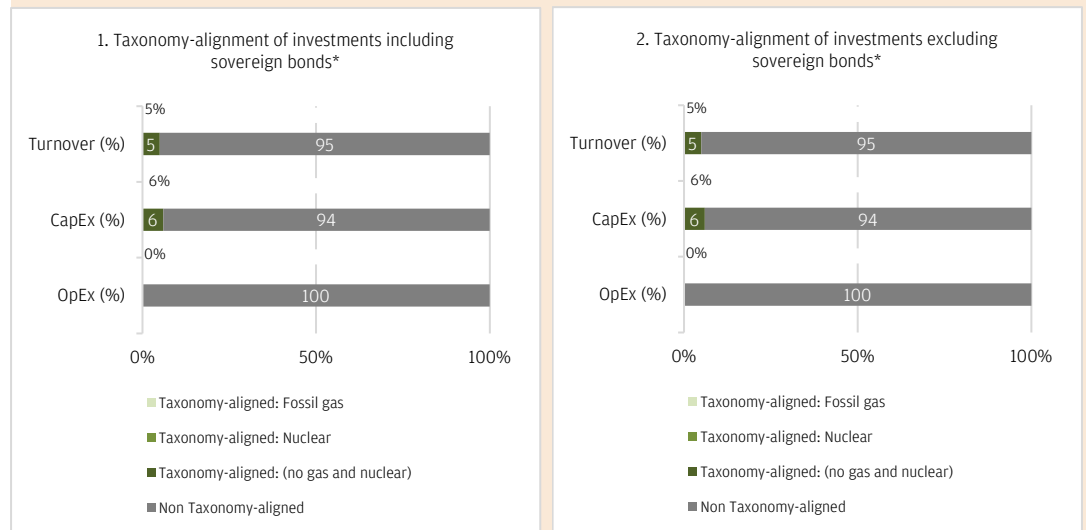 1. Taxonomy-alignment of investments including
sovereign bonds*
5%
Turnover (%)
5
95
6%
CapEx (%)
6
94
0%
OpEx (%)
100
0%
50%
100%
Taxonomy-aligned: Fossil gas
Taxonomy-aligned: Nuclear
Taxonomy-aligned: (no gas and nuclear)
Non Taxonomy-aligned
2. Taxonomy-alignment of investments excluding
sovereign bonds*
5%
Turnover (%)
5
95
6%
CapEx (%)
6
94
0%
OpEx (%)
100
0%
50%
100%
Taxonomy-aligned: Fossil gas
Taxonomy-aligned: Nuclear
Taxonomy-aligned: (no gas and nuclear)
Non Taxonomy-aligned